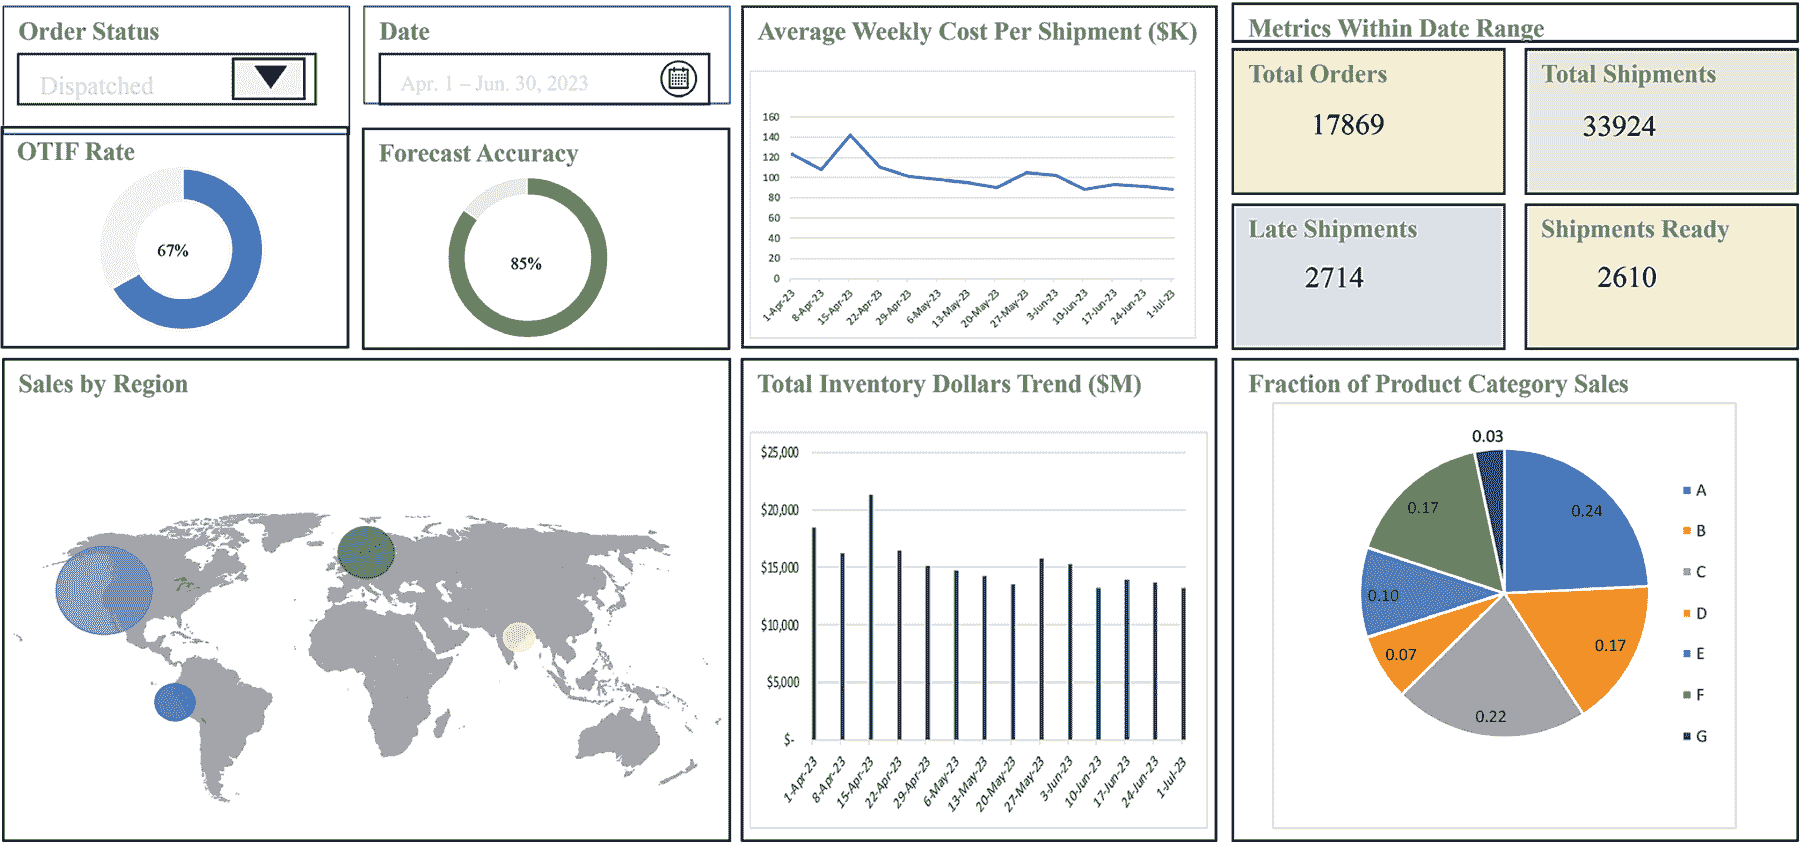 Order Status
Dispatched
Date
Apr. 1 – Jun. 30, 2023
OTIF Rate
67%
Forecast Accuracy
85%
Average Weekly Cost Per Shipment ($K)
160
140
120
100
80
60
40
20
0
1-Apr-23
8-Apr-23
15-Apr-23
22-Apr-23
29-Apr-23
6-May-23
13-May-23
20-May-23
27-May-23
3-Jun-23
10-Jun-23
17-Jun-23
24-Jun-23
1-Jul-23
Metrics Within Date Range
Total Orders
17869
Total Shipments
33924
Late Shipments
2714
Shipments Ready
2610
Sales by Region
Total Inventory Dollars Trend ($M)
$25,000
$20,000
$15,000
$10,000
$5,000
$-
1-Apr-23
8-Apr-23
15-Apr-23
22-Apr-23
29-Apr-23
6-May-23
13-May-23
20-May-23
27-May-23
3-Jun-23
10-Jun-23
17-Jun-23
24-Jun-23
1-Jul-23
Fraction of Product Category Sales
0.03
0.24
0.17
0.10
0.17
0.07
0.22
A
B
C
D
E
F
G